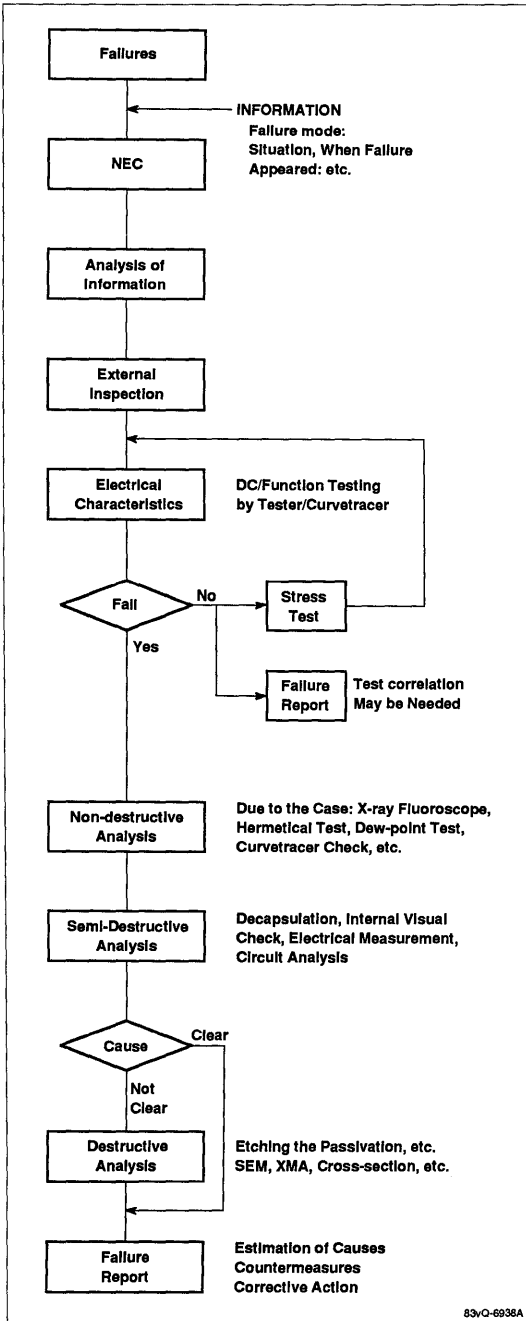 Failures
INFORMATION
Failure mode:
Situation, When Failure
Appeared: etc.
NEC
Analysis of
Information
External
Inspection
Electrical
Characteristics
DC/Function Testing
by Tester/Curvetracer
Fail
No
Yes
Stress
Test
Failure
Report
Test correlation
May be Needed
Non-destructive
Analysis
Due to the Case: X-ray Fluoroscope,
Hermetical Test, Dew-point Test,
Curvetracer Check, etc.
Semi-Destructive
Analysis
Decapsulation, Internal Visual
Check, Electrical Measurement,
Circuit Analysis
Cause
Clear
Not
Clear
Destructive
Analysis
Etching the Passivation, etc.
SEM, XMA, Cross-section, etc.
Failure
Report
Estimation of Causes
Countermeasures
Corrective Action
83yQ-6938A